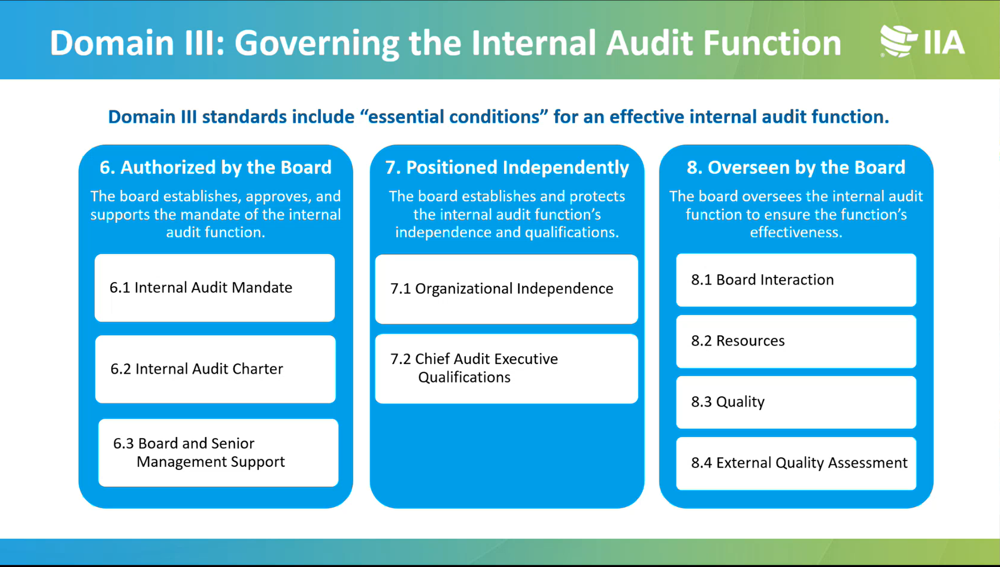 Domain III: Governing the Internal Audit Function
® IIA
Domain III standards include “essential conditions” for an effective internal audit function.
6. Authorized by the Board
The board establishes, approves, and
supports the mandate of the internal
audit function.
6.1 Internal Audit Mandate
6.2 Internal Audit Charter
6.3 Board and Senior
Management Support
7. Positioned Independently
The board establishes and protects
the internal audit function’s
independence and qualifications.
7.1 Organizational Independence
7.2 Chief Audit Executive
Qualifications
8. Overseen by the Board
The board oversees the internal audit
function to ensure the function’s
effectiveness.
8.1 Board Interaction
8.2 Resources
8.3 Quality
8.4 External Quality Assessment